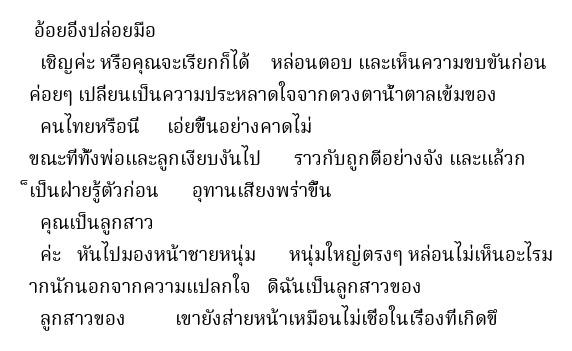 อ้อยอิ่งปล่อยมือ
เชิญค่ะ หรือคุณจะเรียกก็ได้ หล่อนตอบ และเห็นความขบขันก่อน
ค่อยๆ เปลี่ยนเป็นความประหลาดใจจากดวงตาน้ำตาลเข้มของ
คนไทยหรือนี่ เอ่ยขึ้นอย่างคาดไม่
ขณะที่ทั้งพ่อและลูกเงียบงันไป ราวกับถูกตีอย่างจัง และแล้วก
็เป็นฝ่ายรู้ตัวก่อน อุทานเสียงพร่าขึ้น
คุณเป็นลูกสาว
ค่ะ หันไปมองหน้าชายหนุ่ม หนุ่มใหญ่ตรงๆ หล่อนไม่เห็นอะไรม
ากนักนอกจากความแปลกใจ ดิฉันเป็นลูกสาวของ
ลูกสาวของ เขายังส่ายหน้าเหมือนไม่เชื่อในเรื่องที่เกิดขึ